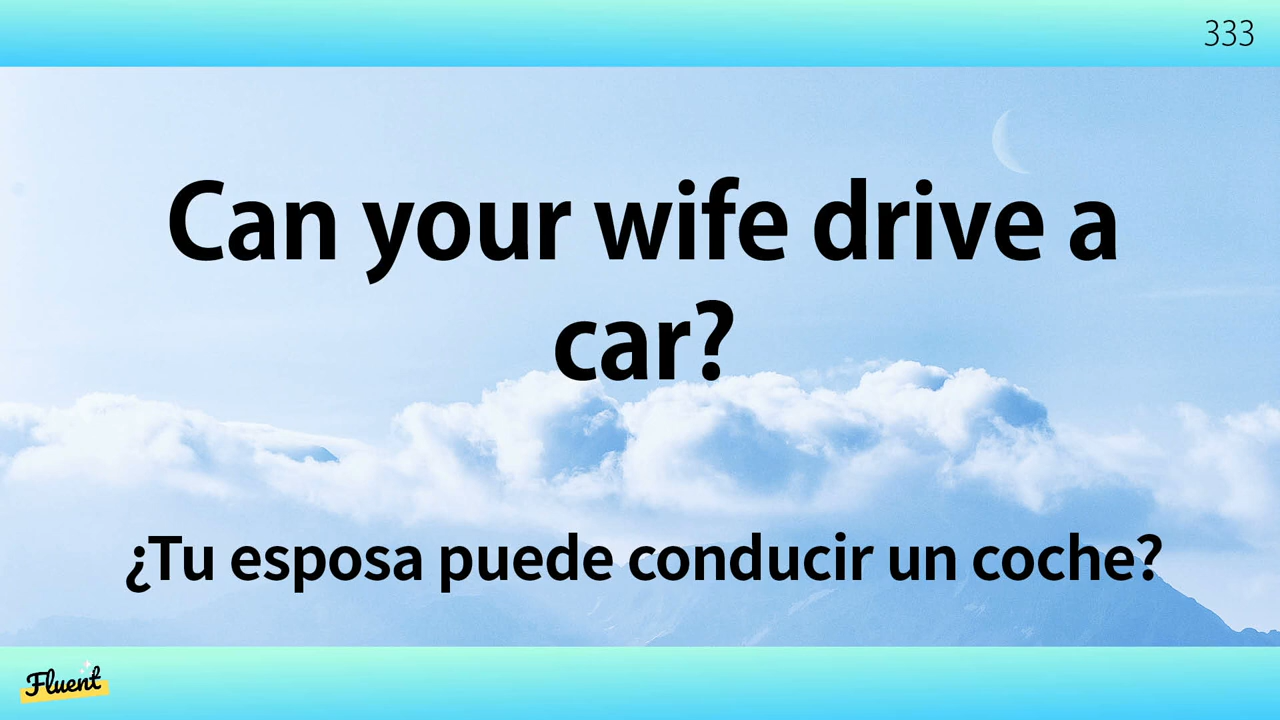 333
Can your wife drive a
car?
¿Tu esposa puede conducir un coche?
Fluent